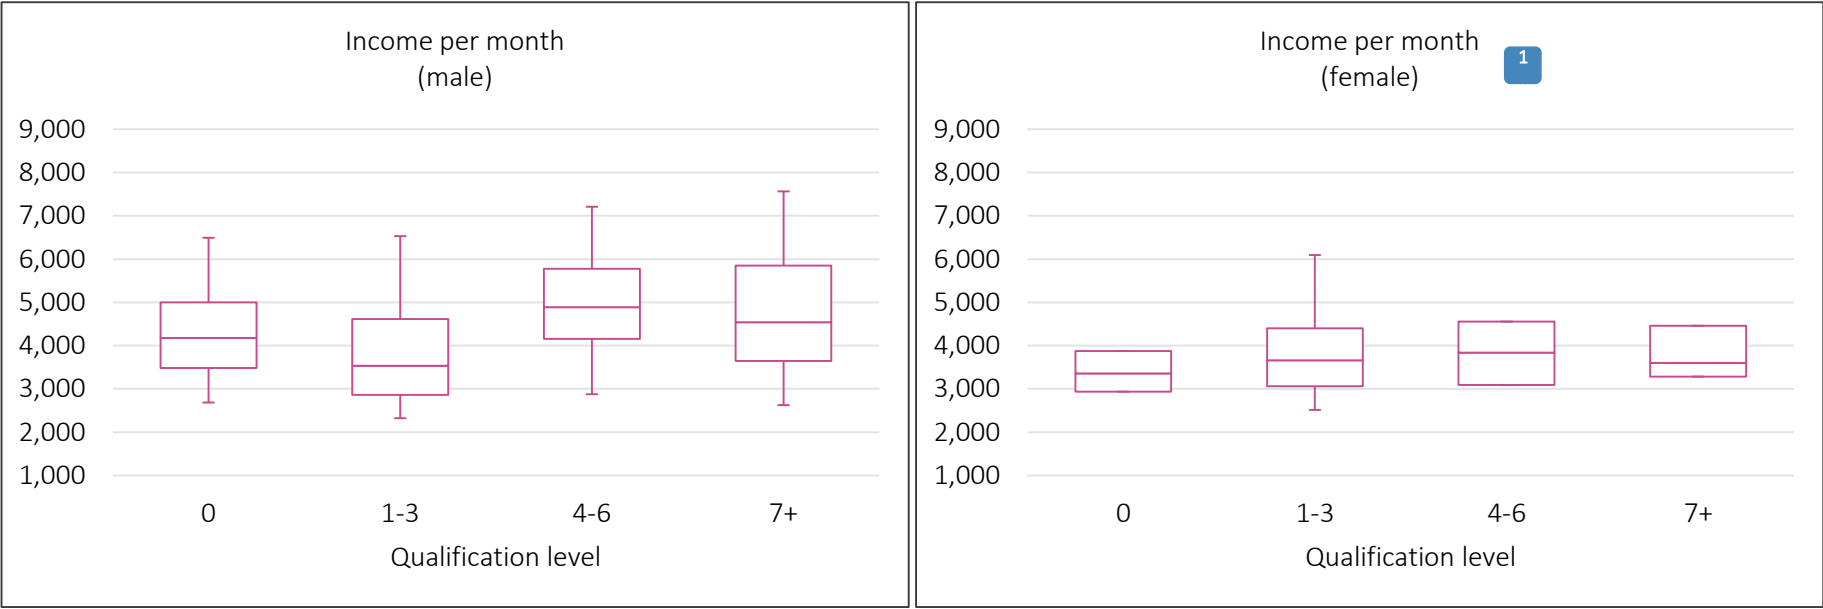 Income per month
(male)
9,000
8,000
7,000
6,000
5,000
4,000
3,000
2,000
1,000
0 1-3 4-6 7+
Qualification level
Income per month
(female)
1
9,000
8,000
7,000
6,000
5,000
4,000
3,000
2,000
1,000
0 1-3 4-6 7+
Qualification level